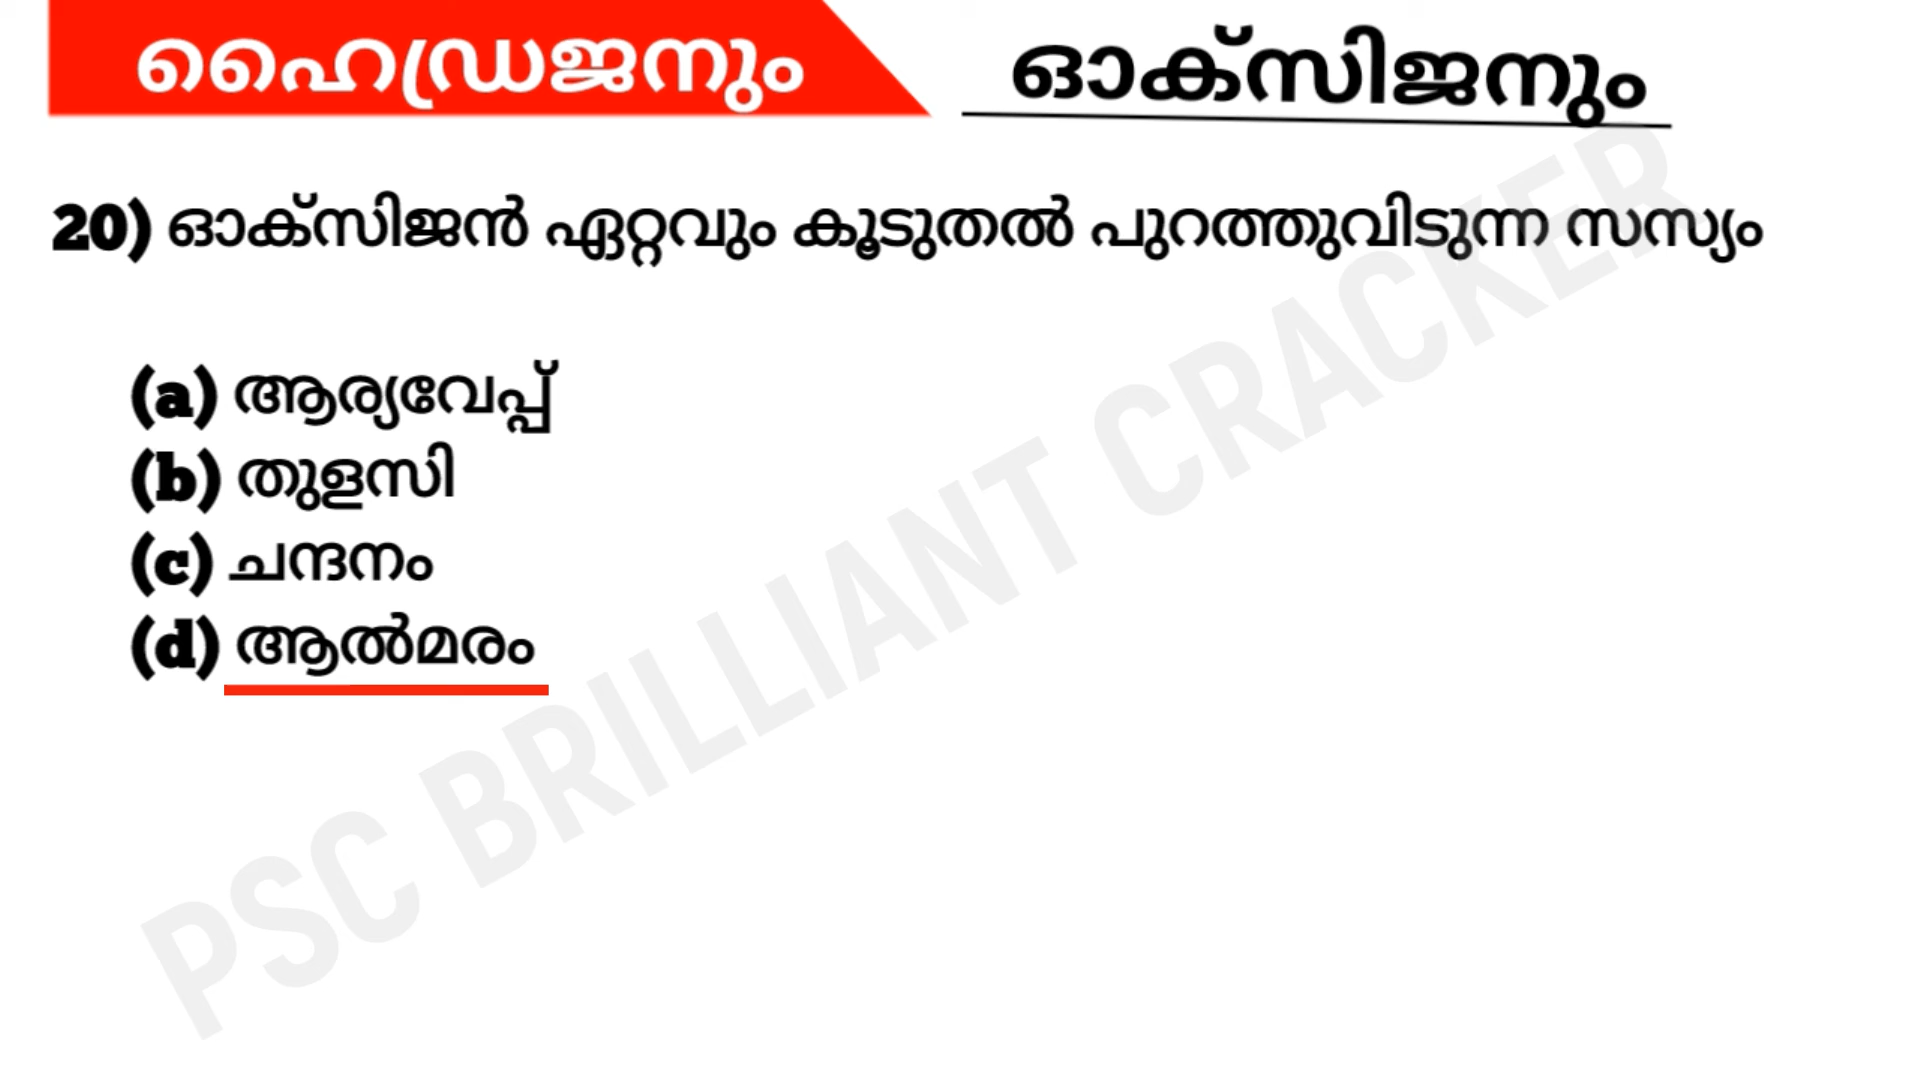 ഹൈഡ്രജനും ഓക്സിജനും
20) ഓക്സിജൻ ഏറ്റവും കൂടുതൽ പുറത്തുവിടുന്ന സസ്യം
(a) ആര്യവേപ്പ്
(b) തുളസി
(c) ചന്ദനം
(d) ആൽമരം
PSC BRILLIANT CRACKER